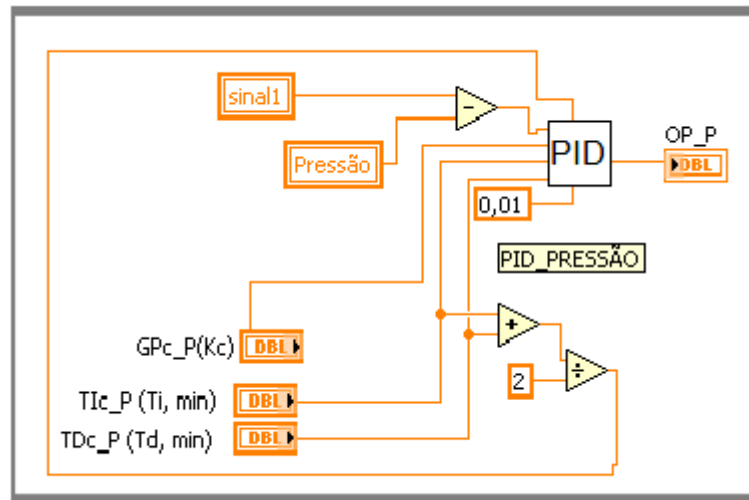 sinal1
-
Pressão
PID
OP_P
DBL
0,01
PID_PRESSÃO
GPc_P(Kc)
DBL
+
÷
2
TIc_P (Ti, min)
DBL
TDc_P (Td, min)
DBL